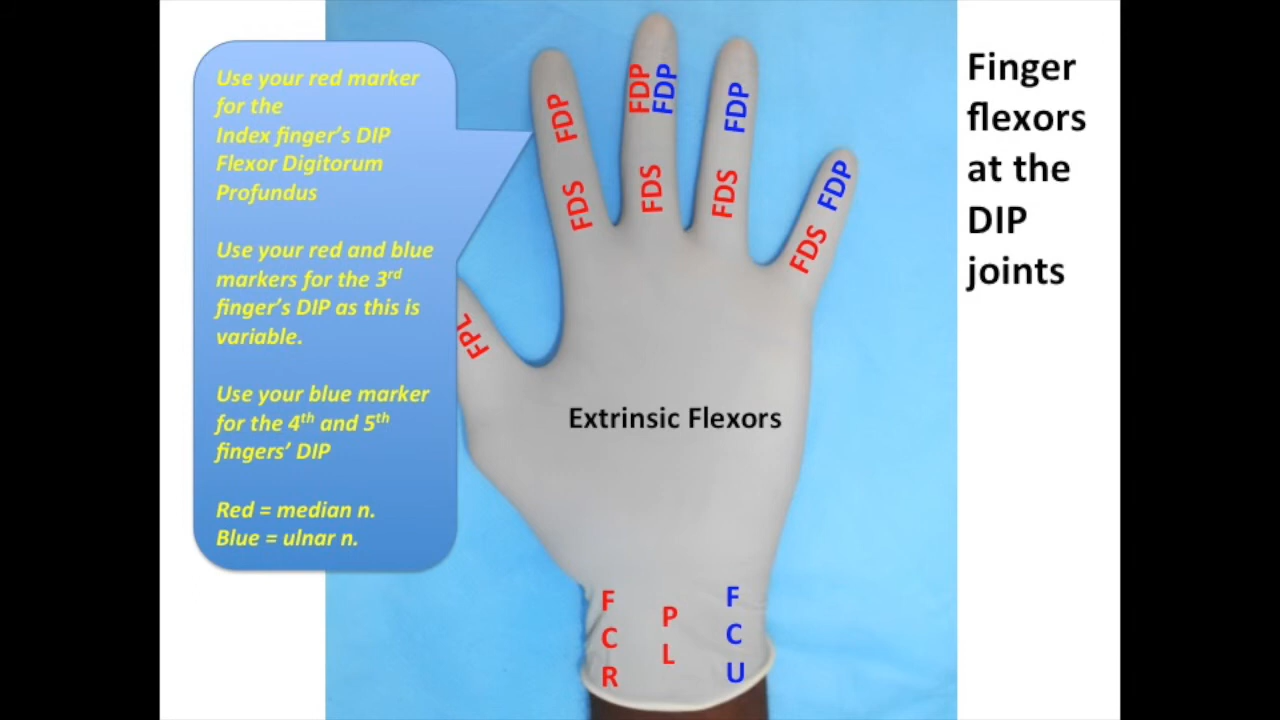 Use your red marker
for the
Index finger's DIP
Flexor Digitorum
Profundus
Use your red and blue
markers for the 3rd
finger's DIP as this is
variable.
Use your blue marker
for the 4th and 5th
fingers' DIP
Red = median n.
Blue = ulnar n.
FDP
FDS
FDP
FDP
FDS
FDP
FDS
FDP
FDS
FPL
Extrinsic Flexors
F
C
R
P
L
F
C
U
Finger
flexors
at the
DIP
joints